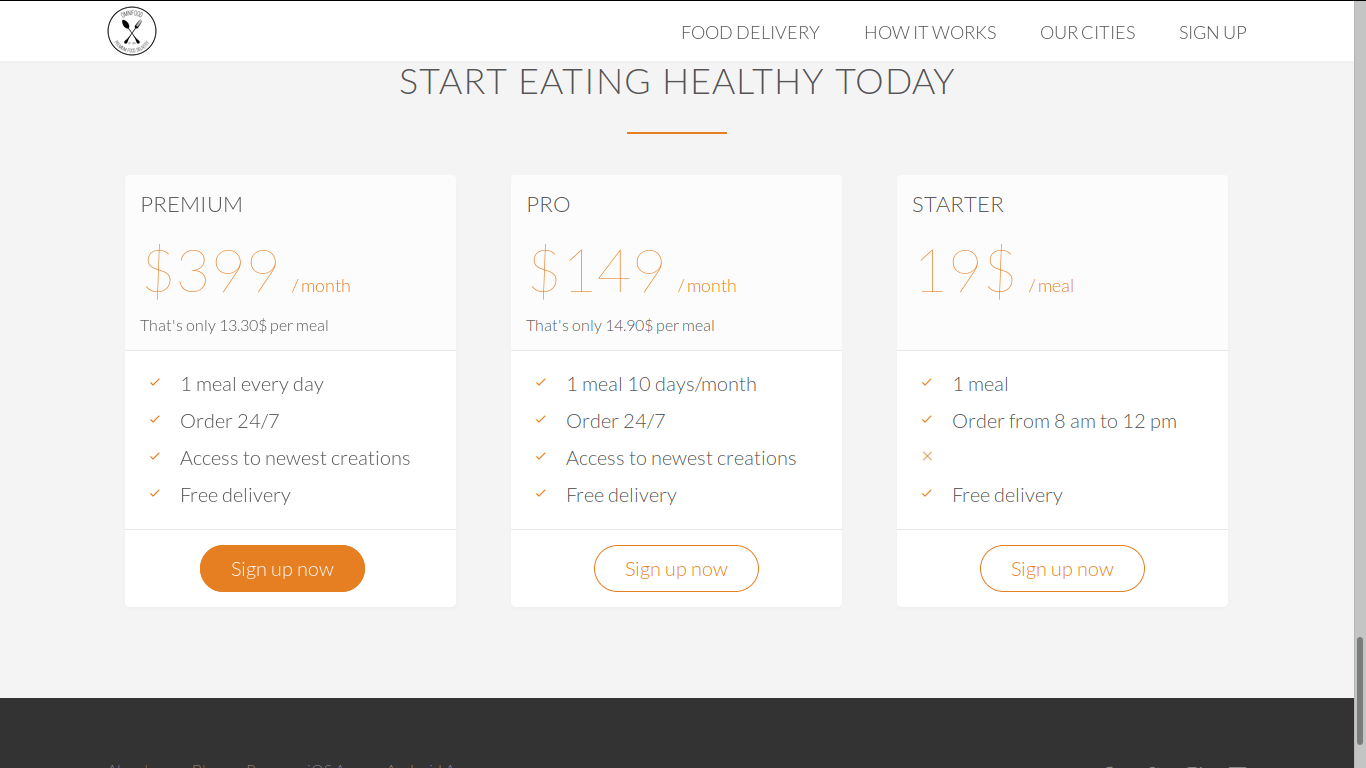 OMNIFOOD
PREMIUM FOOD DELIVERY
FOOD DELIVERY
HOW IT WORKS
OUR CITIES
SIGN UP
START EATING HEALTHY TODAY
PREMIUM
$399 / month
That's only 13.30$ per meal
1 meal every day
Order 24/7
Access to newest creations
Free delivery
Sign up now
PRO
$149 / month
That's only 14.90$ per meal
1 meal 10 days/month
Order 24/7
Access to newest creations
Free delivery
Sign up now
STARTER
19$ / meal
1 meal
Order from 8 am to 12 pm
Free delivery
Sign up now